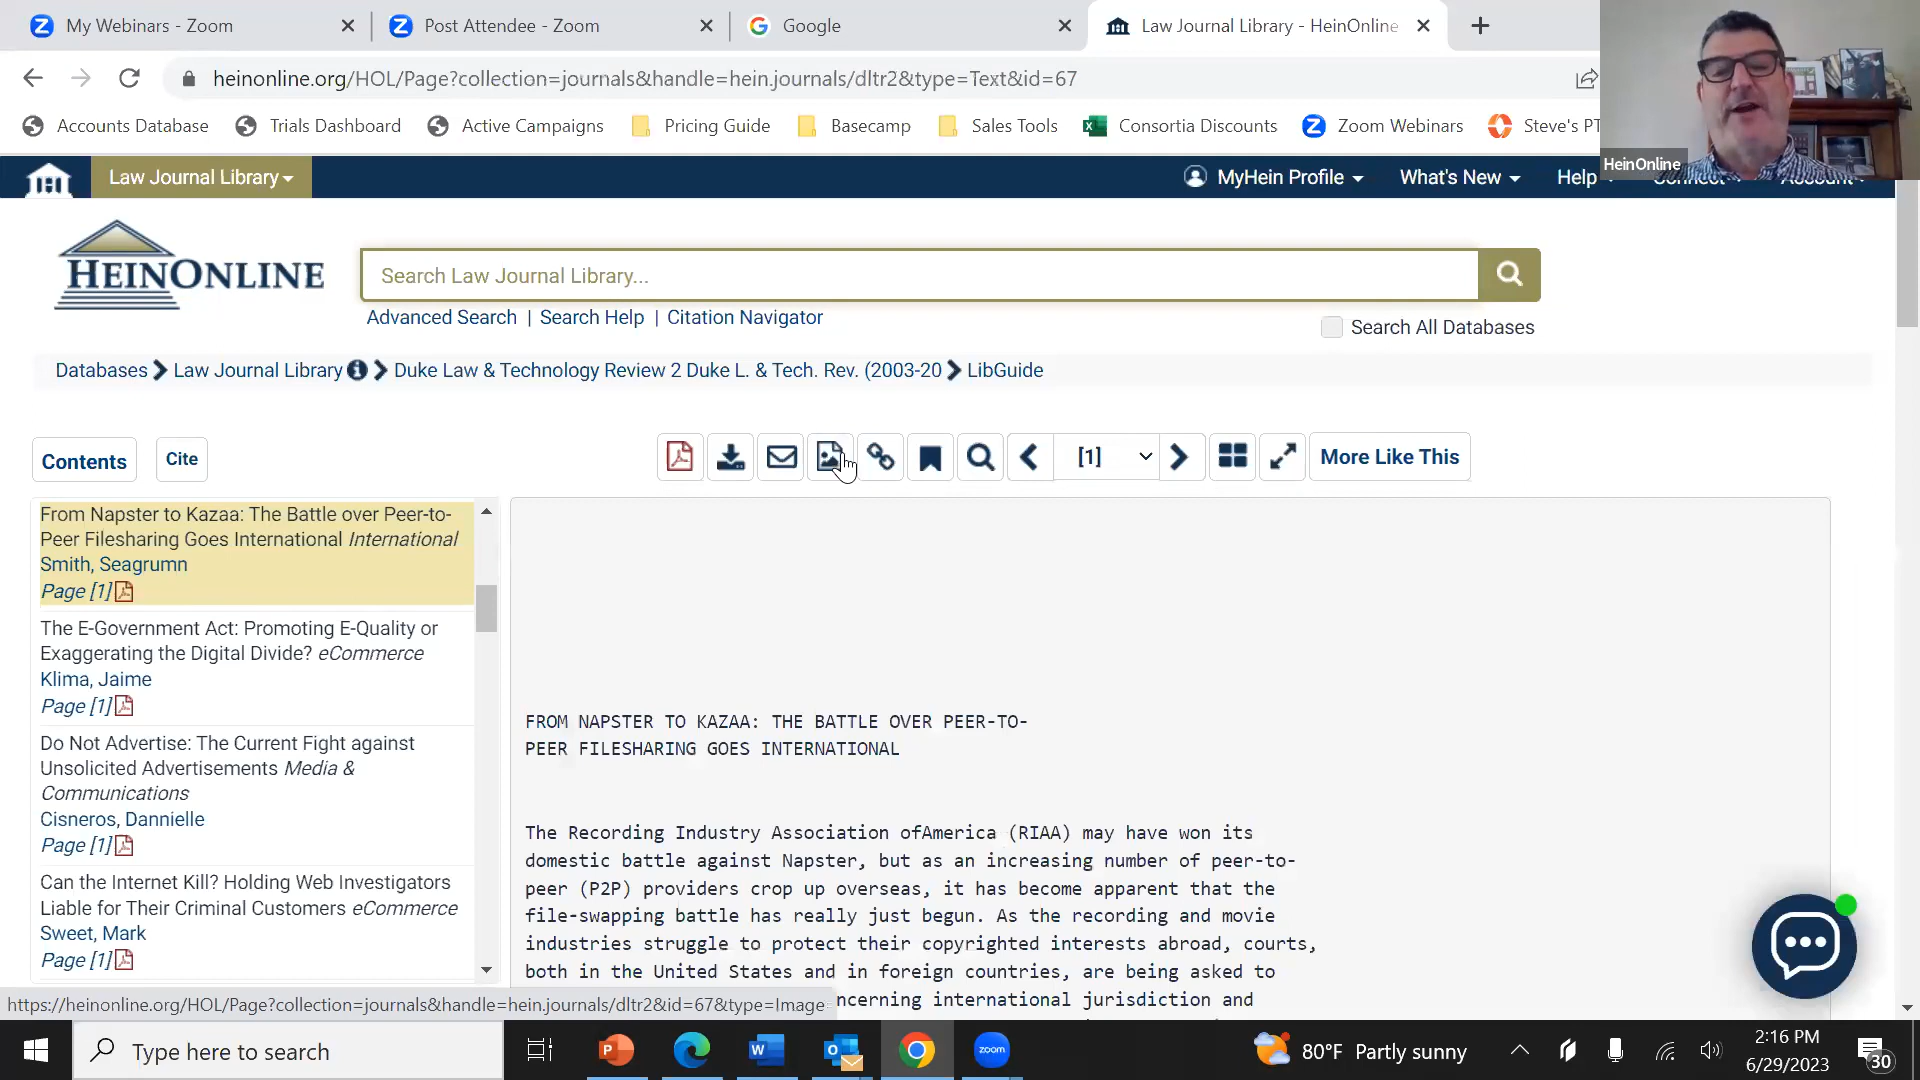 My Webinars - Zoom
Post Attendee - Zoom
Google
Law Journal Library - HeinOnline
heinonline.org/HOL/Page?collection=journals&handle=hein.journals/dltr2&type=Text&id=67
Accounts Database
Trials Dashboard
Active Campaigns
Pricing Guide
Basecamp
Sales Tools
Consortia Discounts
Zoom Webinars
Steve's PT
HeinOnline
Law Journal Library
MyHein Profile
What's New
Help
Connect
Account
HEINONLINE
Search Law Journal Library...
Advanced Search | Search Help | Citation Navigator
Search All Databases
Databases
Law Journal Library
Duke Law & Technology Review 2 Duke L. & Tech. Rev. (2003-20
LibGuide
Contents
Cite
[1]
More Like This
From Napster to Kazaa: The Battle over Peer-to-
Peer Filesharing Goes International International
Smith, Seagrumn
Page [1]
The E-Government Act: Promoting E-Quality or
Exaggerating the Digital Divide? eCommerce
Klima, Jaime
Page [1]
Do Not Advertise: The Current Fight against
Unsolicited Advertisements Media &
Communications
Cisneros, Dannielle
Page [1]
Can the Internet Kill? Holding Web Investigators
Liable for Their Criminal Customers eCommerce
Sweet, Mark
Page [1]
FROM NAPSTER TO KAZAA: THE BATTLE OVER PEER-TO-
PEER FILESHARING GOES INTERNATIONAL
The Recording Industry Association ofAmerica (RIAA) may have won its
domestic battle against Napster, but as an increasing number of peer-to-
peer (P2P) providers crop up overseas, it has become apparent that the
file-swapping battle has really just begun. As the recording and movie
industries struggle to protect their copyrighted interests abroad, courts,
both in the United States and in foreign countries, are being asked to
ncerning international jurisdiction and
https://heinonline.org/HOL/Page?collection=journals&handle=hein.journals/dltr2&id=67&type=Image
Type here to search
zoom
80°F Partly sunny
2:16 PM
6/29/2023
30